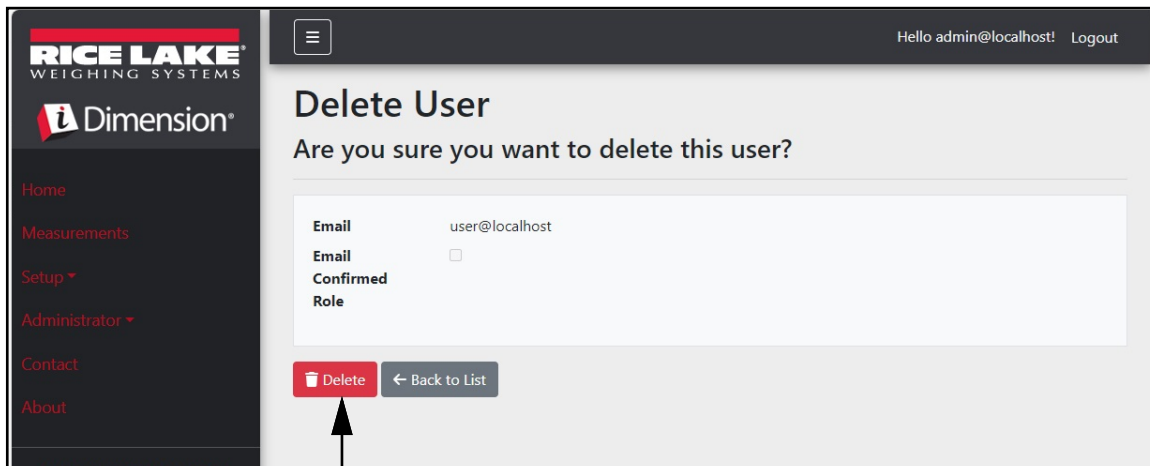 RICE LAKE®
WEIGHING SYSTEMS
i Dimension®
Home
Measurements
Setup
Administrator
Contact
About
Hello admin@localhost! Logout
Delete User
Are you sure you want to delete this user?
Email user@localhost
Email
Confirmed
Role
Delete ← Back to List